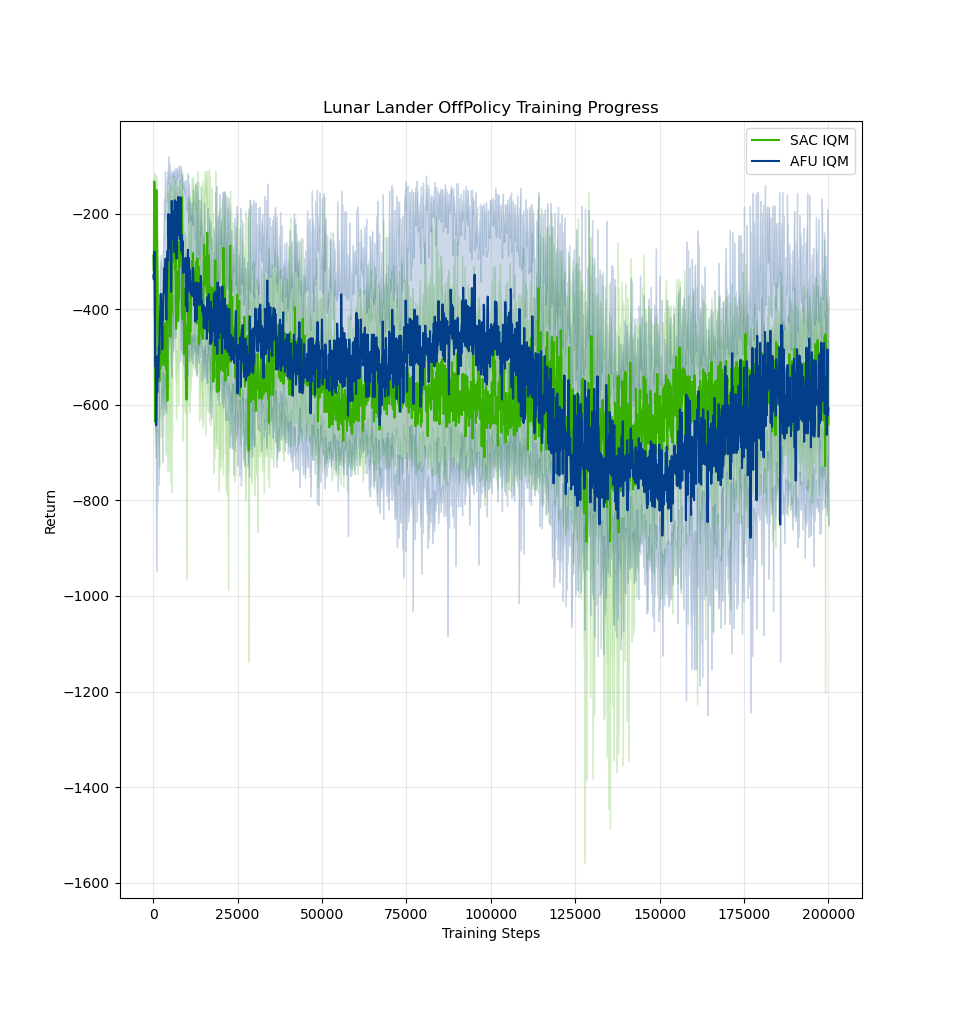 Lunar Lander OffPolicy Training Progress
SAC IQM
AFU IQM
−200
−400
−600
−800
−1000
−1200
−1400
−1600
Return
0 25000 50000 75000 100000 125000 150000 175000 200000
Training Steps